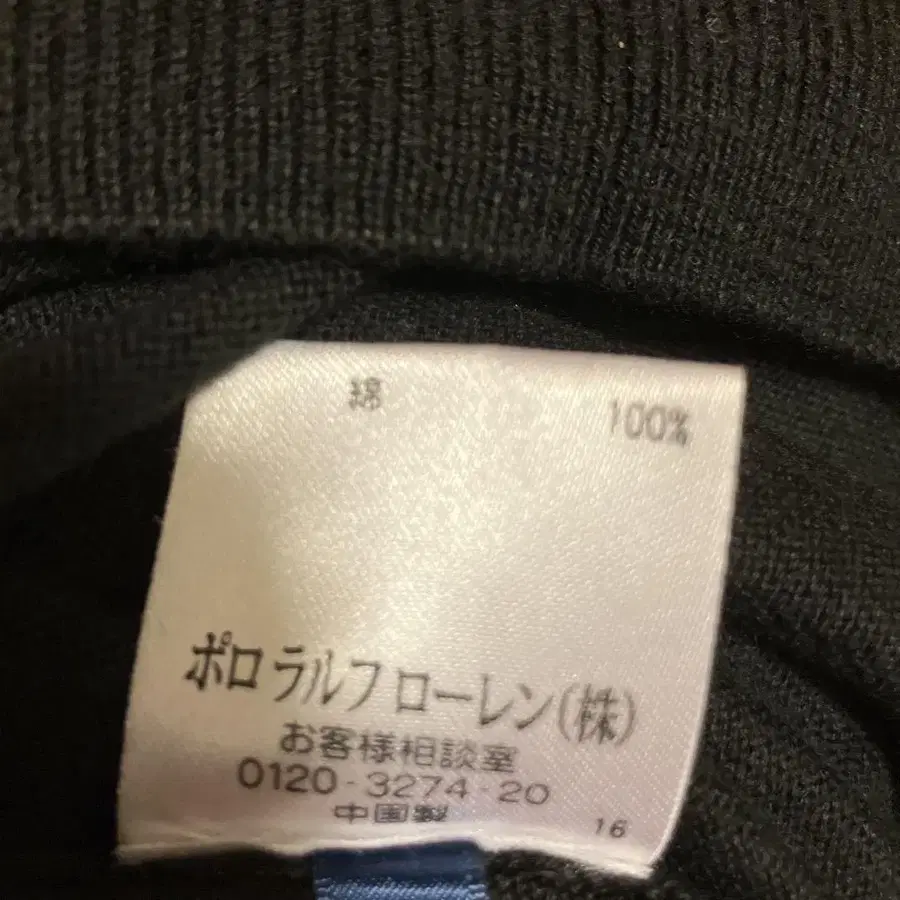 綿 100%
ポロ ラルフ ローレン(株)
お客様相談室
0120-3274-20
中国製 16